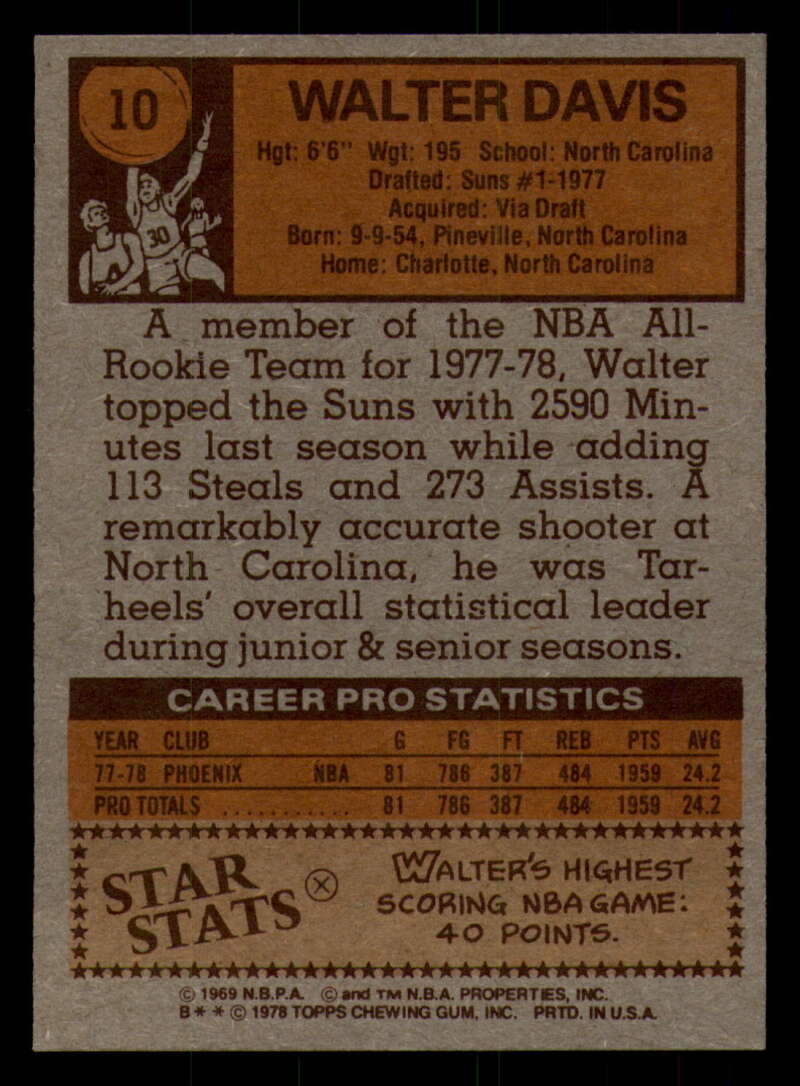 10
WALTER DAVIS
Hgt: 6'6" Wgt: 195 School: North Carolina
Drafted: Suns #1-1977
Acquired: Via Draft
Born: 9-9-54, Pineville, North Carolina
Home: Charlotte, North Carolina
30
A member of the NBA All-
Rookie Team for 1977-78, Walter
topped the Suns with 2590 Min-
utes last season while adding
113 Steals and 273 Assists. A
remarkably accurate shooter at
North Carolina, he was Tar-
heels' overall statistical leader
during junior & senior seasons.
CAREER PRO STATISTICS
YEAR CLUB G FG FT REB PTS AVG
77-78 PHOENIX NBA 81 786 387 484 1959 24.2
PRO TOTALS ............ 81 786 387 484 1959 24.2
STAR
STATS
WALTER'S HIGHEST
SCORING NBA GAME:
40 POINTS.
© 1969 N.B.P.A. © and TM N.B.A. PROPERTIES, INC.
B * * © 1978 TOPPS CHEWING GUM, INC. PRTD. IN U.S.A.